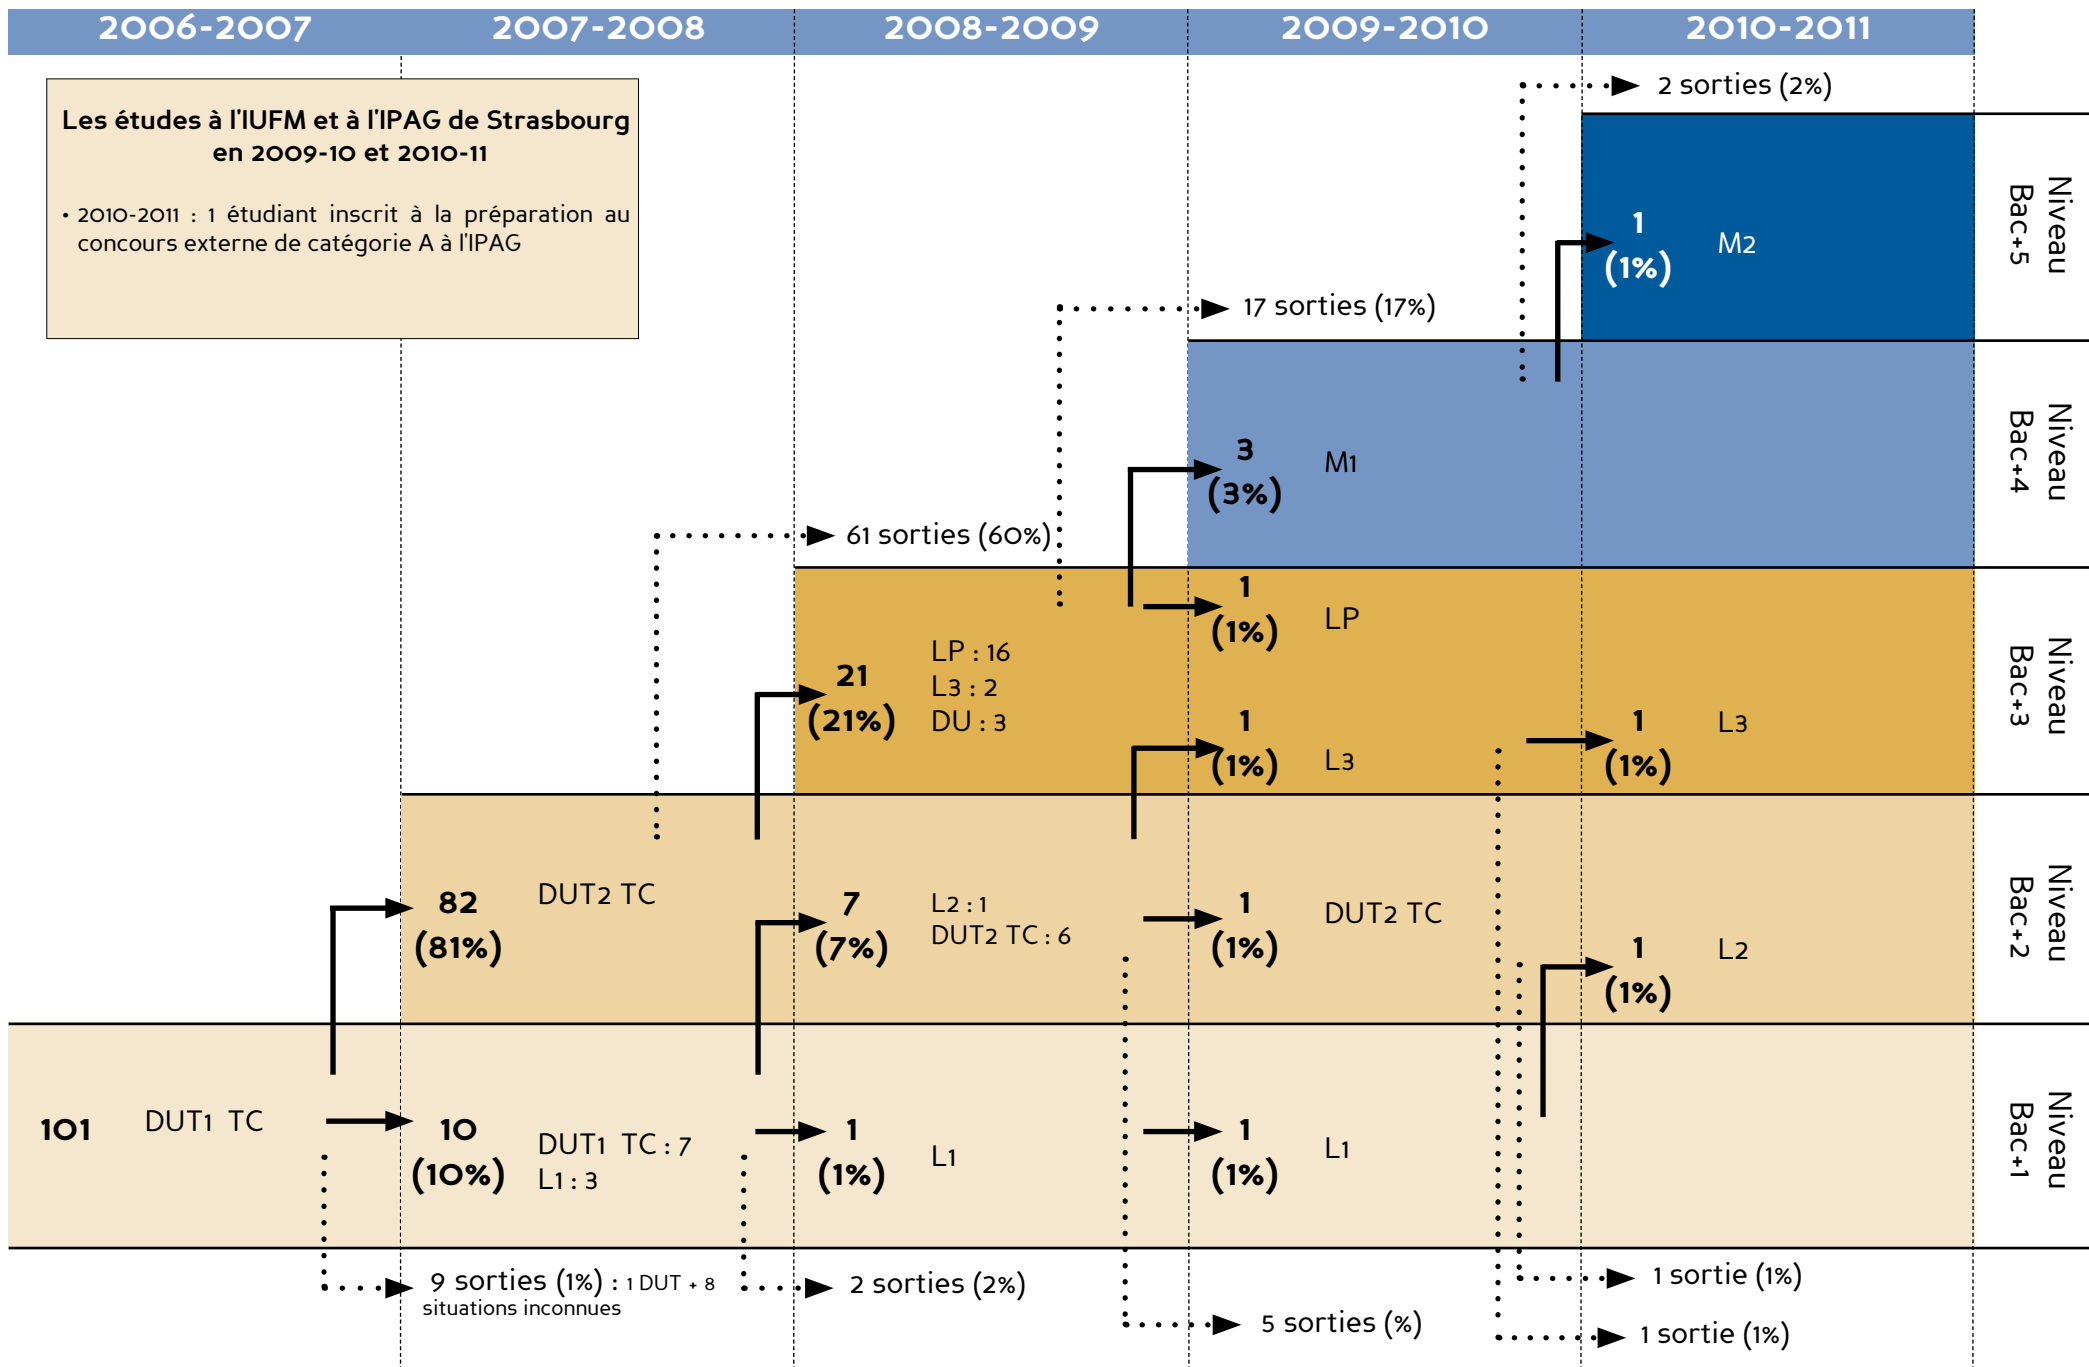 2006-2007
2007-2008
2008-2009
2009-2010
2010-2011
Les études à l'IUFM et à l'IPAG de Strasbourg
en 2009-10 et 2010-11
• 2010-2011 : 1 étudiant inscrit à la préparation au
concours externe de catégorie A à l'IPAG
2 sorties (2%)
1
(1%)
M2
Niveau
Bac+5
17 sorties (17%)
3
(3%)
M1
Niveau
Bac+4
61 sorties (60%)
21
(21%)
LP : 16
L3 : 2
DU : 3
1
(1%)
LP
1
(1%)
L3
1
(1%)
L3
Niveau
Bac+3
82
(81%)
DUT2 TC
7
(7%)
L2 : 1
DUT2 TC : 6
1
(1%)
DUT2 TC
1
(1%)
L2
Niveau
Bac+2
101
DUT1 TC
10
(10%)
DUT1 TC : 7
L1 : 3
1
(1%)
L1
1
(1%)
L1
Niveau
Bac+1
9 sorties (1%) : 1 DUT + 8
situations inconnues
2 sorties (2%)
5 sorties (%)
1 sortie (1%)
1 sortie (1%)